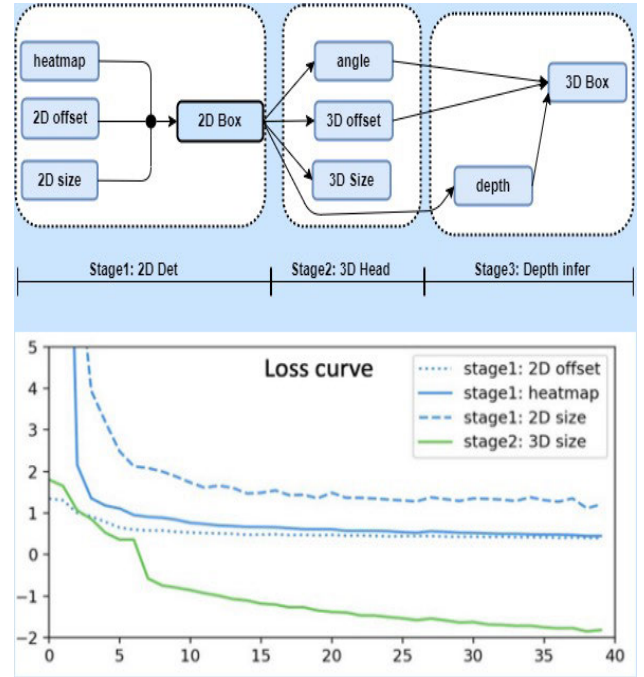 heatmap
2D offset
2D size
2D Box
angle
3D offset
3D Size
depth
3D Box
Stage1: 2D Det
Stage2: 3D Head
Stage3: Depth infer
Loss curve
stage1: 2D offset
stage1: heatmap
stage1: 2D size
stage2: 3D size
5
4
3
2
1
0
−1
−2
0 5 10 15 20 25 30 35 40